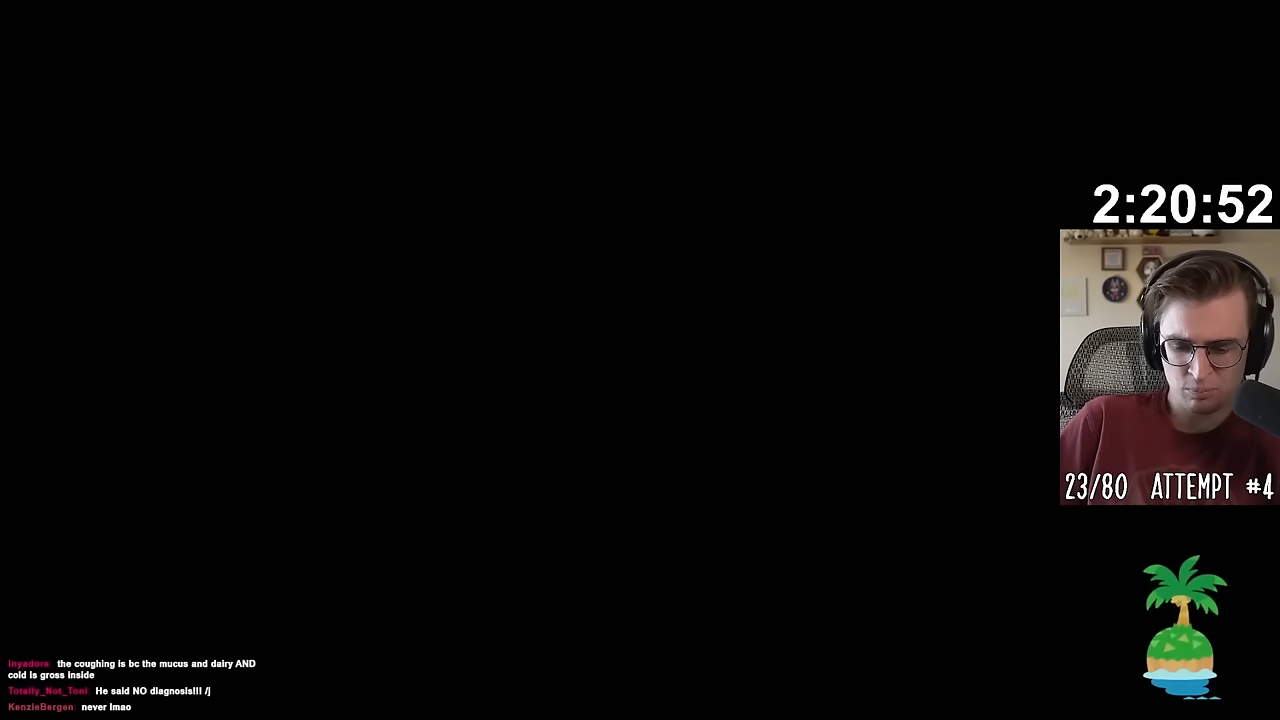 2:20:52
23/80 ATTEMPT #4
Inyadore: the coughing is bc the mucus and dairy AND
cold is gross inside
Totally_Not_Toni: He said NO diagnosis!!! /j
KenzieBergen: never lmao